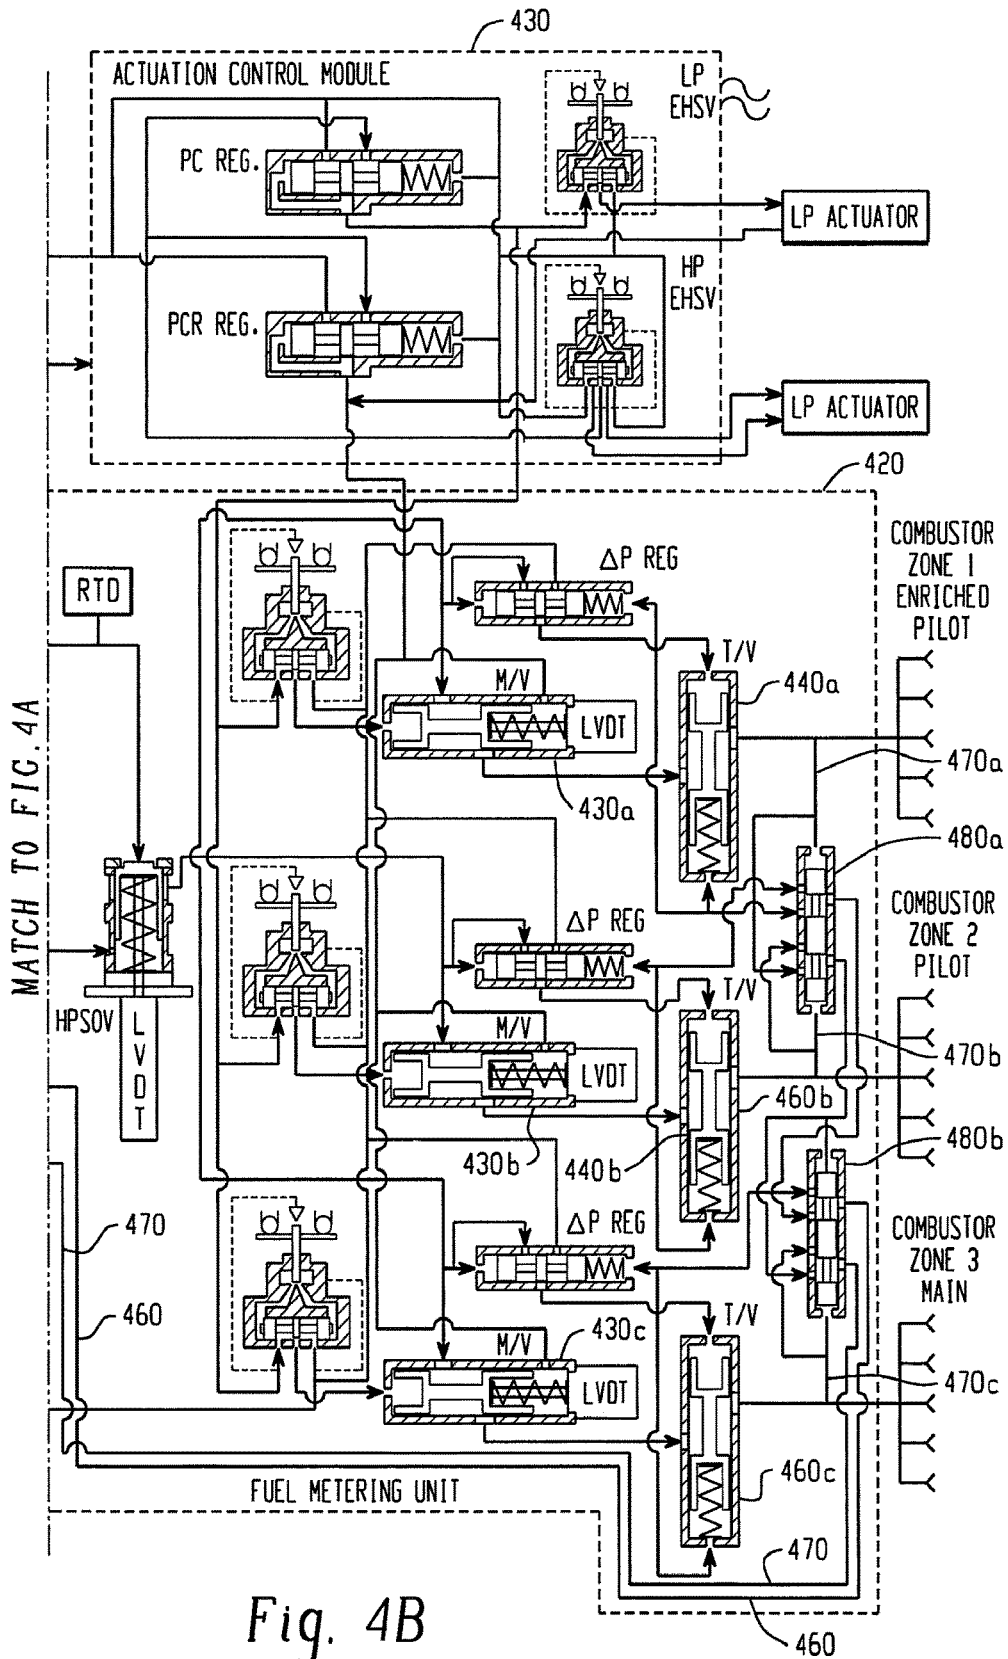 430
ACTUATION CONTROL MODULE
LP
EHSV
PC REG.
LP ACTUATOR
HP
EHSV
PCR REG.
LP ACTUATOR
420
COMBUSTOR
ZONE 1
ENRICHED
PILOT
ΔP REG
RTD
T/V
440a
M/V
LVDT
470a
430a
480a
MATCH TO FIG. 4A
COMBUSTOR
ZONE 2
PILOT
ΔP REG
T/V
HPSOV
LVDT
M/V
LVDT
470b
460b
430b
440b
480b
470
ΔP REG
COMBUSTOR
ZONE 3
MAIN
460
T/V
M/V
430c
LVDT
470c
460c
FUEL METERING UNIT
470
460
Fig. 4B